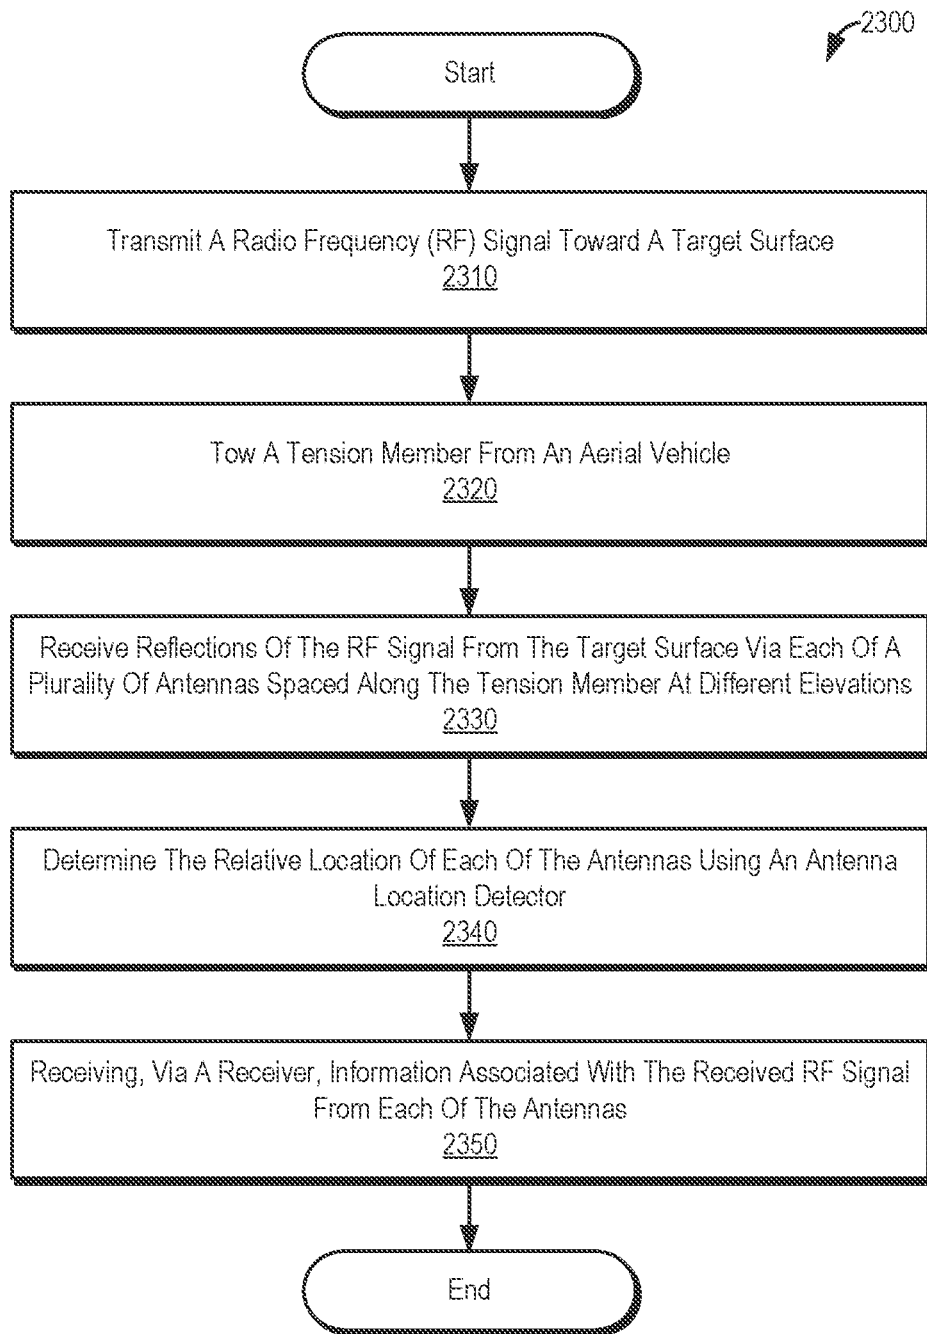 2300
Start
Transmit A Radio Frequency (RF) Signal Toward A Target Surface
2310
Tow A Tension Member From An Aerial Vehicle
2320
Receive Reflections Of The RF Signal From The Target Surface Via Each Of A
Plurality Of Antennas Spaced Along The Tension Member At Different Elevations
2330
Determine The Relative Location Of Each Of The Antennas Using An Antenna
Location Detector
2340
Receiving, Via A Receiver, Information Associated With The Received RF Signal
From Each Of The Antennas
2350
End